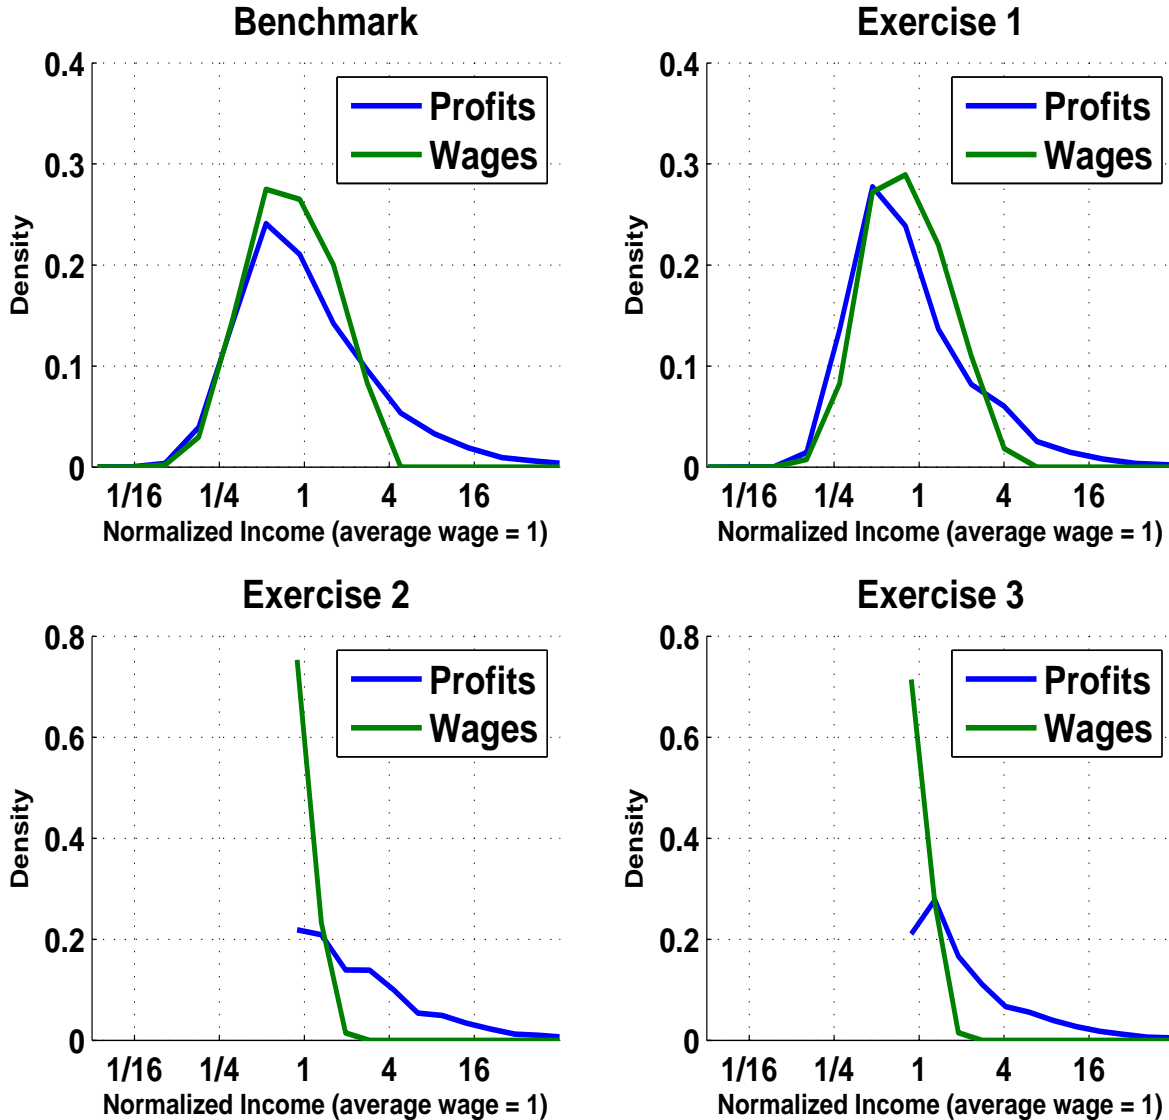 Benchmark
0.4
0.3
0.2
0.1
0
Density
Profits
Wages
1/16 1/4 1 4 16
Normalized Income (average wage = 1)
Exercise 1
0.4
0.3
0.2
0.1
0
Density
Profits
Wages
1/16 1/4 1 4 16
Normalized Income (average wage = 1)
Exercise 2
0.8
0.6
0.4
0.2
0
Density
Profits
Wages
1/16 1/4 1 4 16
Normalized Income (average wage = 1)
Exercise 3
0.8
0.6
0.4
0.2
0
Density
Profits
Wages
1/16 1/4 1 4 16
Normalized Income (average wage = 1)